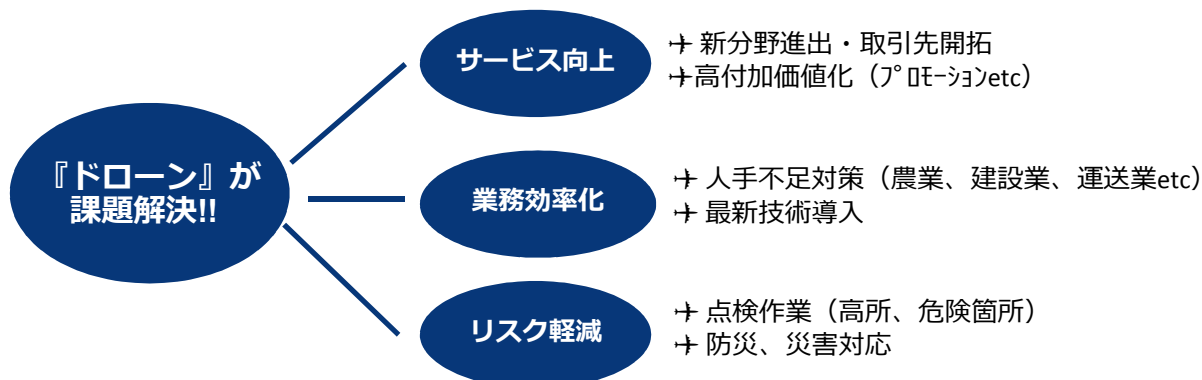 『ドローン』が
課題解決!!
サービス向上
✈ 新分野進出・取引先開拓
✈高付加価値化（ﾌﾟﾛﾓｰｼｮﾝetc）
業務効率化
✈ 人手不足対策（農業、建設業、運送業etc）
✈ 最新技術導入
リスク軽減
✈ 点検作業（高所、危険箇所）
✈ 防災、災害対応